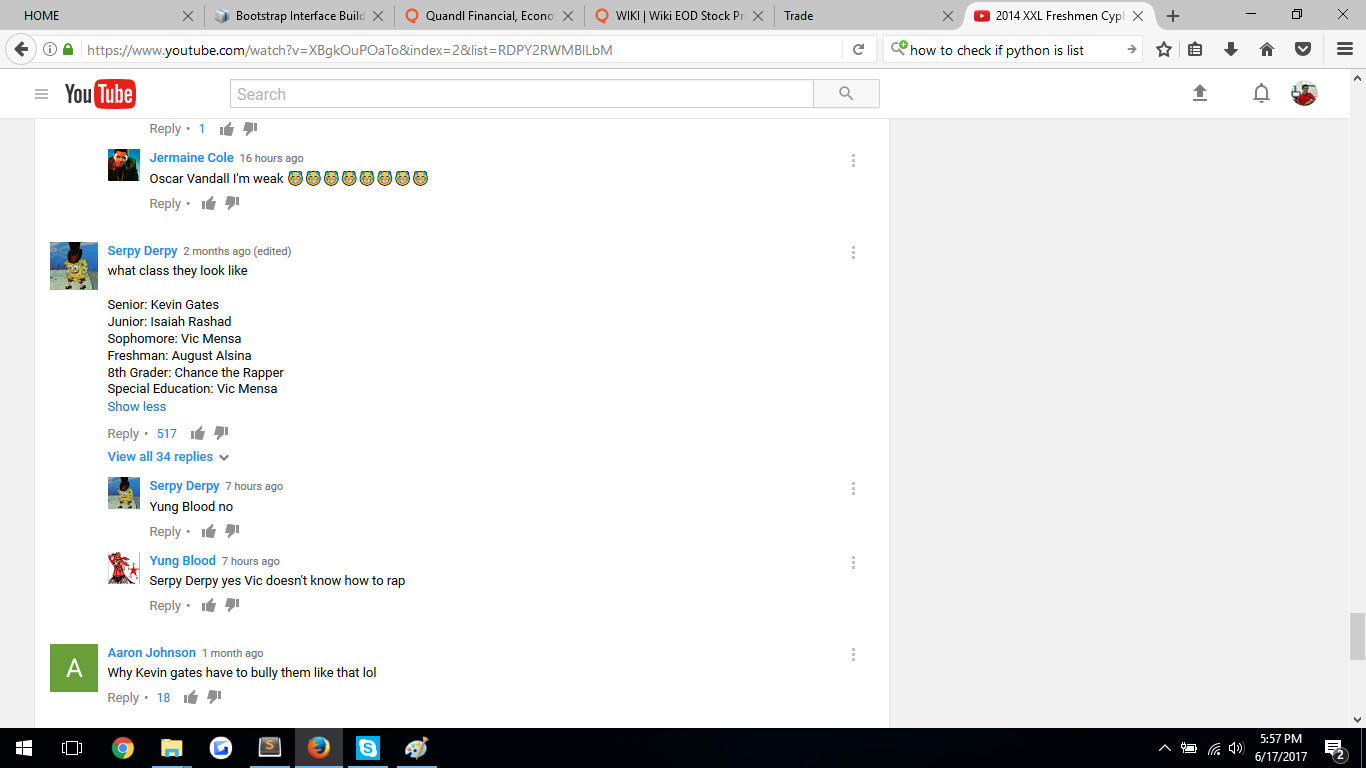 HOME
Bootstrap Interface Build
Quandl Financial, Econo
WIKI | Wiki EOD Stock Pr
Trade
2014 XXL Freshmen Cyph
https://www.youtube.com/watch?v=XBgkOuPOaTo&index=2&list=RDPY2RWMBlLbM
how to check if python is list
YouTube
Search
Reply • 1
Jermaine Cole 16 hours ago
Oscar Vandall I'm weak 😹😹😹😹😹😹😹😹
Reply •
Serpy Derpy 2 months ago (edited)
what class they look like
Senior: Kevin Gates
Junior: Isaiah Rashad
Sophomore: Vic Mensa
Freshman: August Alsina
8th Grader: Chance the Rapper
Special Education: Vic Mensa
Show less
Reply • 517
View all 34 replies
Serpy Derpy 7 hours ago
Yung Blood no
Reply •
Yung Blood 7 hours ago
Serpy Derpy yes Vic doesn't know how to rap
Reply •
A
Aaron Johnson 1 month ago
Why Kevin gates have to bully them like that lol
Reply • 18
5:57 PM
6/17/2017
2